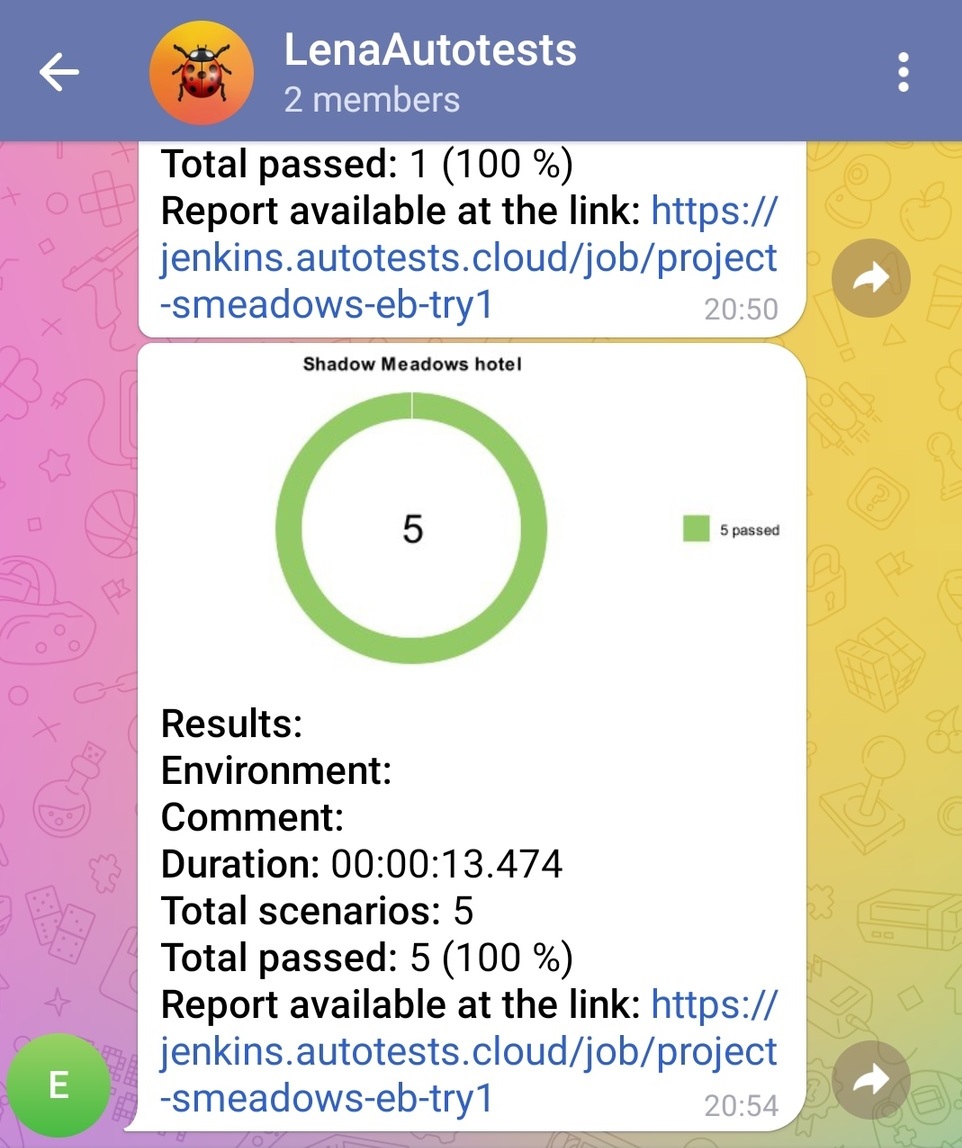 LenaAutotests
2 members
Total passed: 1 (100 %)
Report available at the link: https://
jenkins.autotests.cloud/job/project
-smeadows-eb-try1
20:50
Shadow Meadows hotel
5
5 passed
Results:
Environment:
Comment:
Duration: 00:00:13.474
Total scenarios: 5
Total passed: 5 (100 %)
Report available at the link: https://
jenkins.autotests.cloud/job/project
-smeadows-eb-try1
20:54
E